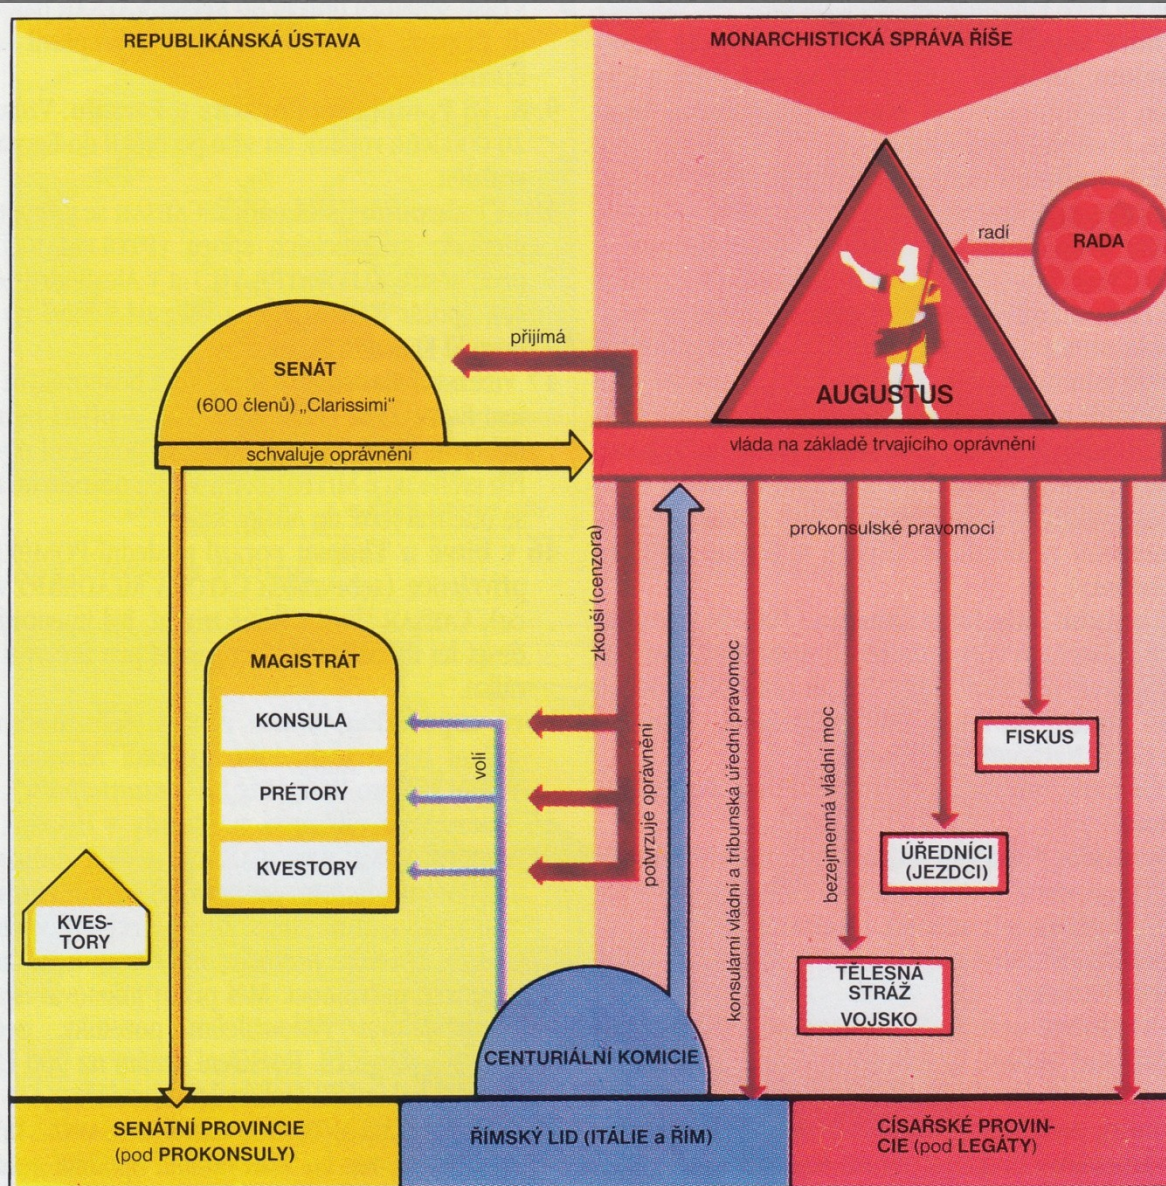 REPUBLIKÁNSKÁ ÚSTAVA
MONARCHISTICKÁ SPRÁVA ŘÍŠE
radí
RADA
přijímá
SENÁT
(600 členů) „Clarissimi“
AUGUSTUS
schvaluje oprávnění
vláda na základě trvajícího oprávnění
prokonsulské pravomoci
zkouší (cenzora)
MAGISTRÁT
KONSULA
PRÉTORY
KVESTORY
volí
potvrzuje oprávnění
konsulární vládní a tribunská úřední pravomoc
bezejmenná vládní moc
FISKUS
ÚŘEDNÍCI
(JEZDCI)
KVES-
TORY
TĚLESNÁ
STRÁŽ
VOJSKO
CENTURIÁLNÍ KOMICIE
SENÁTNÍ PROVINCIE
(pod PROKONSULY)
ŘÍMSKÝ LID (ITÁLIE a ŘÍM)
CÍSAŘSKÉ PROVIN-
CIE (pod LEGÁTY)